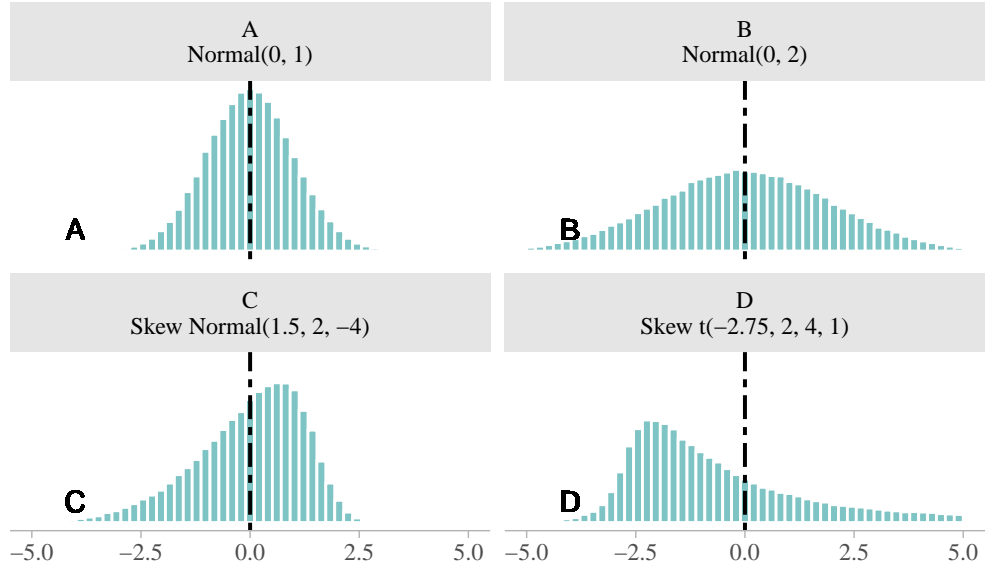 A
Normal(0, 1)
B
Normal(0, 2)
A
B
C
Skew Normal(1.5, 2, −4)
D
Skew t(−2.75, 2, 4, 1)
C
D
−5.0 −2.5 0.0 2.5 5.0
−5.0 −2.5 0.0 2.5 5.0